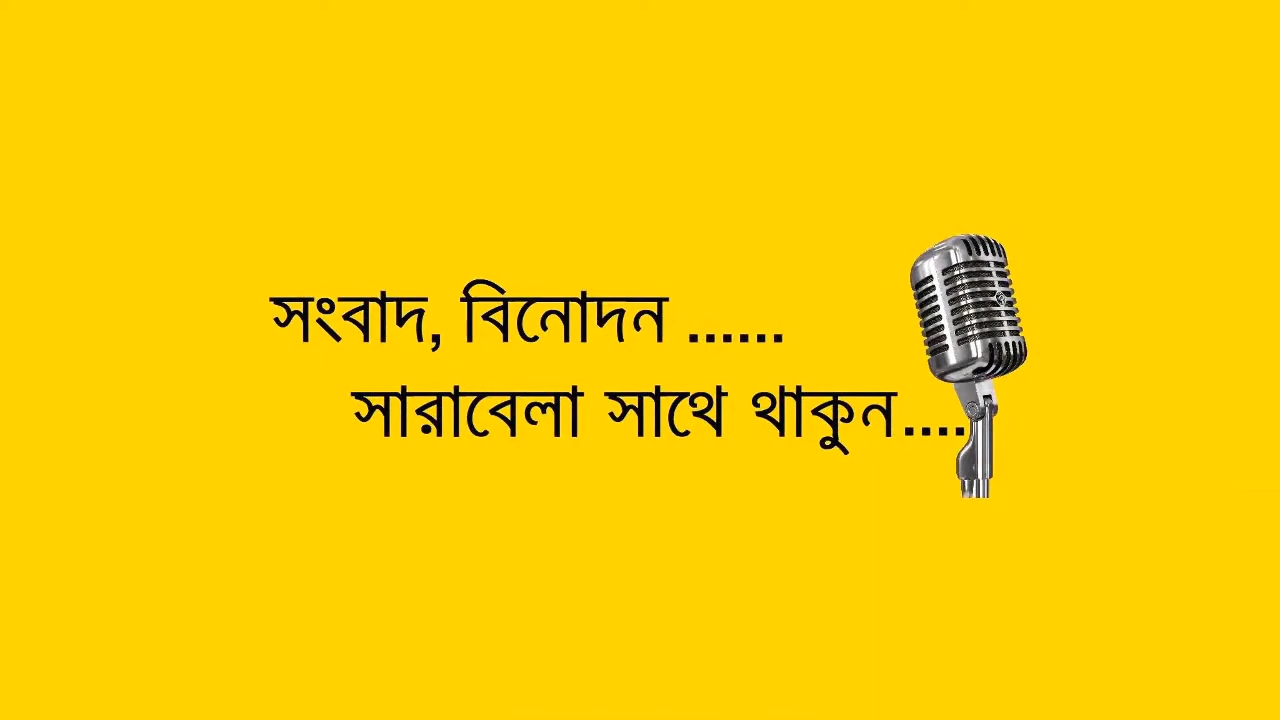 সংবাদ, বিনোদন ......
সারাবেলা সাথে থাকুন....